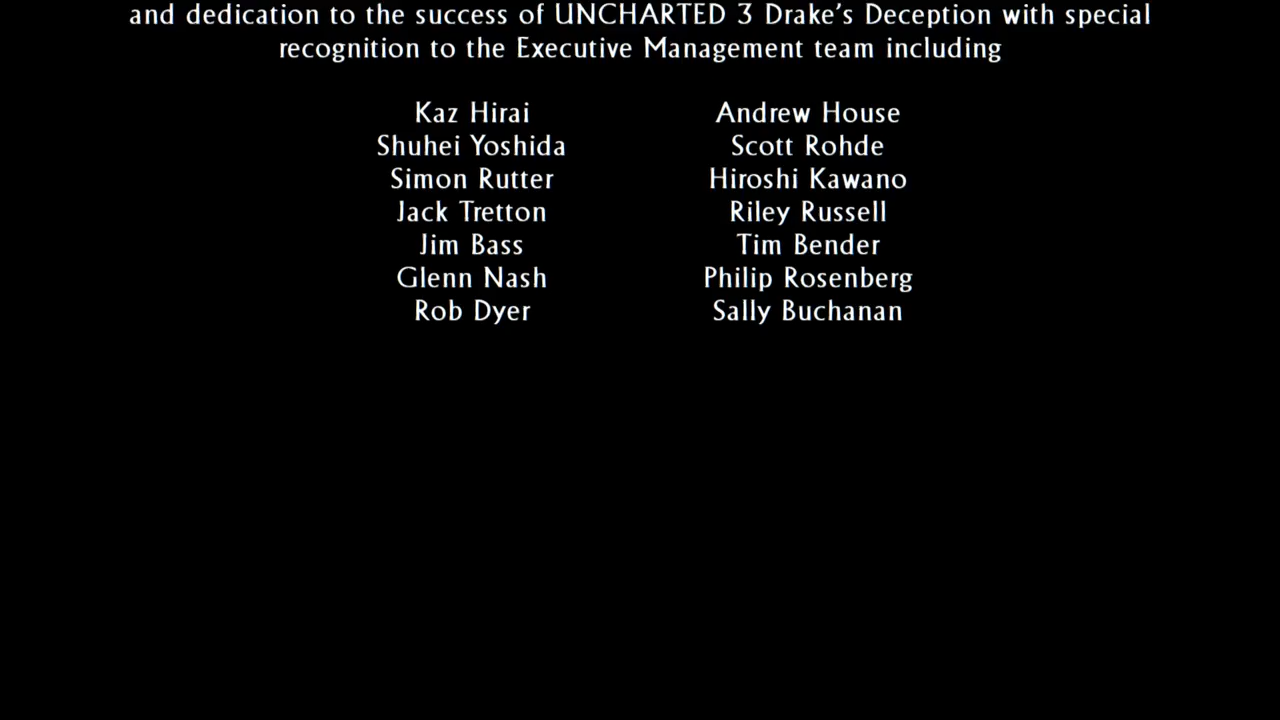 and dedication to the success of UNCHARTED 3 Drake’s Deception with special
recognition to the Executive Management team including
Kaz Hirai Andrew House
Shuhei Yoshida Scott Rohde
Simon Rutter Hiroshi Kawano
Jack Tretton Riley Russell
Jim Bass Tim Bender
Glenn Nash Philip Rosenberg
Rob Dyer Sally Buchanan